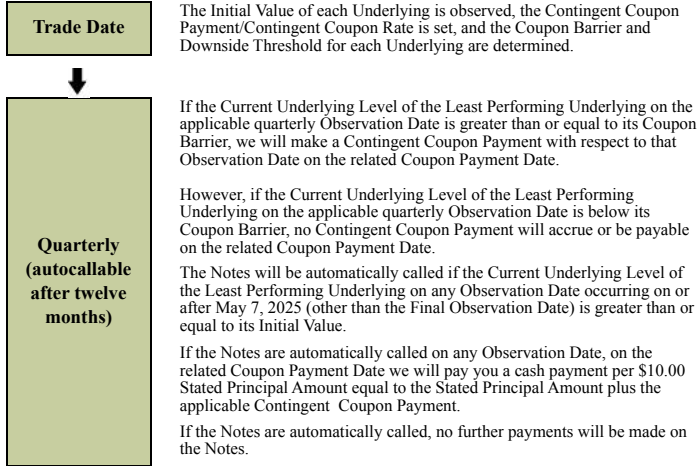 Trade Date
The Initial Value of each Underlying is observed, the Contingent Coupon
Payment/Contingent Coupon Rate is set, and the Coupon Barrier and
Downside Threshold for each Underlying are determined.
Quarterly
(autocallable
after twelve
months)
If the Current Underlying Level of the Least Performing Underlying on the
applicable quarterly Observation Date is greater than or equal to its Coupon
Barrier, we will make a Contingent Coupon Payment with respect to that
Observation Date on the related Coupon Payment Date.
However, if the Current Underlying Level of the Least Performing
Underlying on the applicable quarterly Observation Date is below its
Coupon Barrier, no Contingent Coupon Payment will accrue or be payable
on the related Coupon Payment Date.
The Notes will be automatically called if the Current Underlying Level of
the Least Performing Underlying on any Observation Date occurring on or
after May 7, 2025 (other than the Final Observation Date) is greater than or
equal to its Initial Value.
If the Notes are automatically called on any Observation Date, on the
related Coupon Payment Date we will pay you a cash payment per $10.00
Stated Principal Amount equal to the Stated Principal Amount plus the
applicable Contingent  Coupon Payment.
If the Notes are automatically called, no further payments will be made on
the Notes.